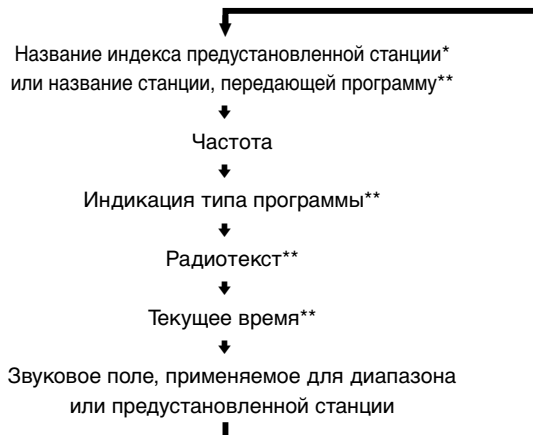 Название индекса предустановленной станции*
или название станции, передающей программу**
Частота
Индикация типа программы**
Радиотекст**
Текущее время**
Звуковое поле, применяемое для диапазона
или предустановленной станции